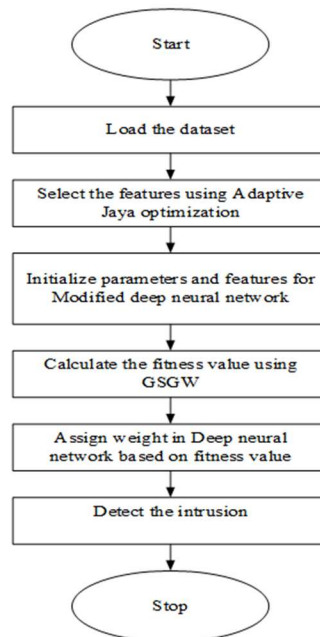 Start
Load the dataset
Select the features using Adaptive
Jaya optimization
Initialize parameters and features for
Modified deep neural network
Calculate the fitness value using
GSGW
Assign weight in Deep neural
network based on fitness value
Detect the intrusion
Stop